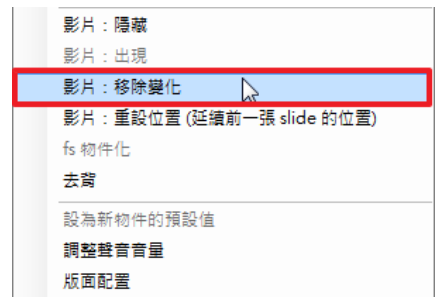 影片：隱藏
影片：出現
影片：移除變化
影片：重設位置 (延續前一張 slide 的位置)
fs 物件化
去背
設為新物件的預設值
調整聲音音量
版面配置